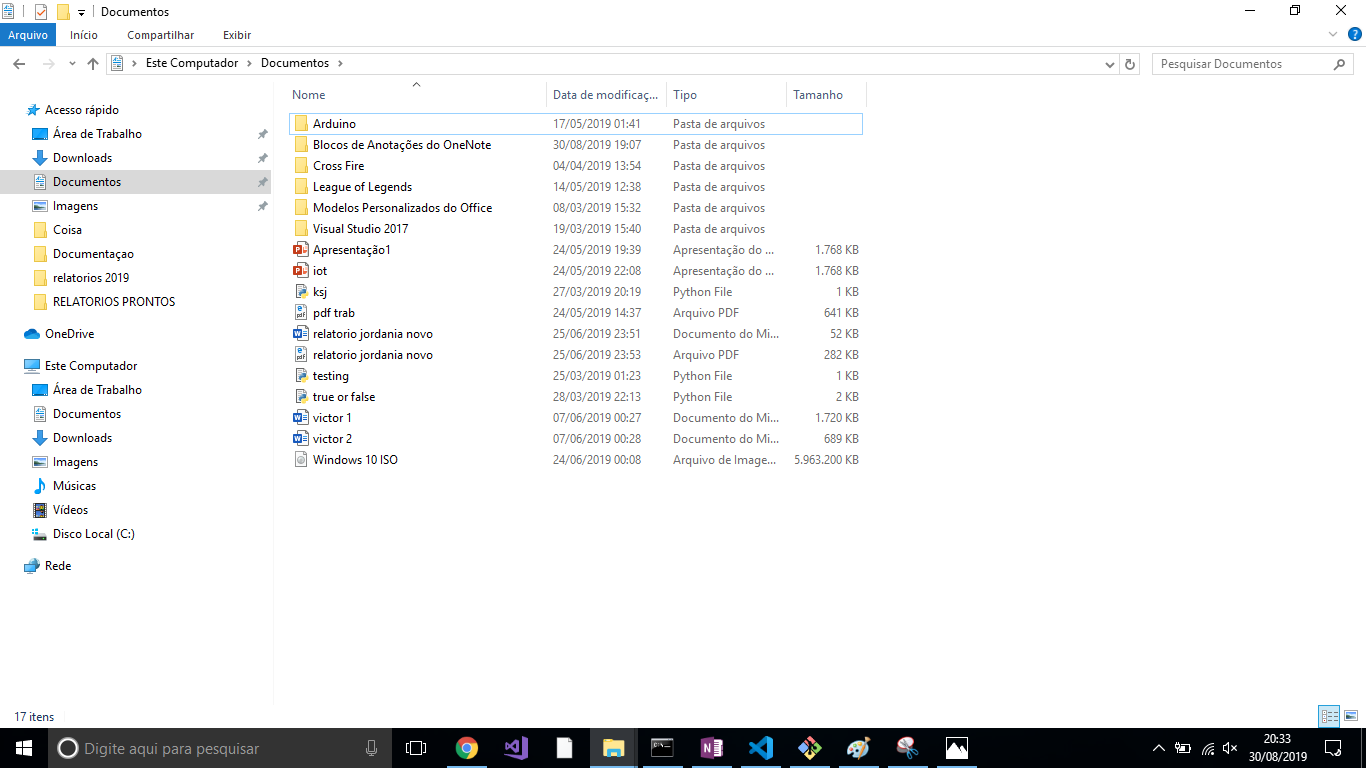 Documentos
Arquivo Início Compartilhar Exibir
Este Computador Documentos Pesquisar Documentos
Nome Data de modificaç... Tipo Tamanho
Acesso rápido
Área de Trabalho
Downloads
Documentos
Imagens
Coisa
Documentaçao
relatorios 2019
RELATORIOS PRONTOS
OneDrive
Este Computador
Área de Trabalho
Documentos
Downloads
Imagens
Músicas
Vídeos
Disco Local (C:)
Rede
Arduino 17/05/2019 01:41 Pasta de arquivos
Blocos de Anotações do OneNote 30/08/2019 19:07 Pasta de arquivos
Cross Fire 04/04/2019 13:54 Pasta de arquivos
League of Legends 14/05/2019 12:38 Pasta de arquivos
Modelos Personalizados do Office 08/03/2019 15:32 Pasta de arquivos
Visual Studio 2017 19/03/2019 15:40 Pasta de arquivos
Apresentação1 24/05/2019 19:39 Apresentação do ... 1.768 KB
iot 24/05/2019 22:08 Apresentação do ... 1.768 KB
ksj 27/03/2019 20:19 Python File 1 KB
pdf trab 24/05/2019 14:37 Arquivo PDF 641 KB
relatorio jordania novo 25/06/2019 23:51 Documento do Mi... 52 KB
relatorio jordania novo 25/06/2019 23:53 Arquivo PDF 282 KB
testing 25/03/2019 01:23 Python File 1 KB
true or false 28/03/2019 22:13 Python File 2 KB
victor 1 07/06/2019 00:27 Documento do Mi... 1.720 KB
victor 2 07/06/2019 00:28 Documento do Mi... 689 KB
Windows 10 ISO 24/06/2019 00:08 Arquivo de Image... 5.963.200 KB
17 itens
Digite aqui para pesquisar
20:33
30/08/2019